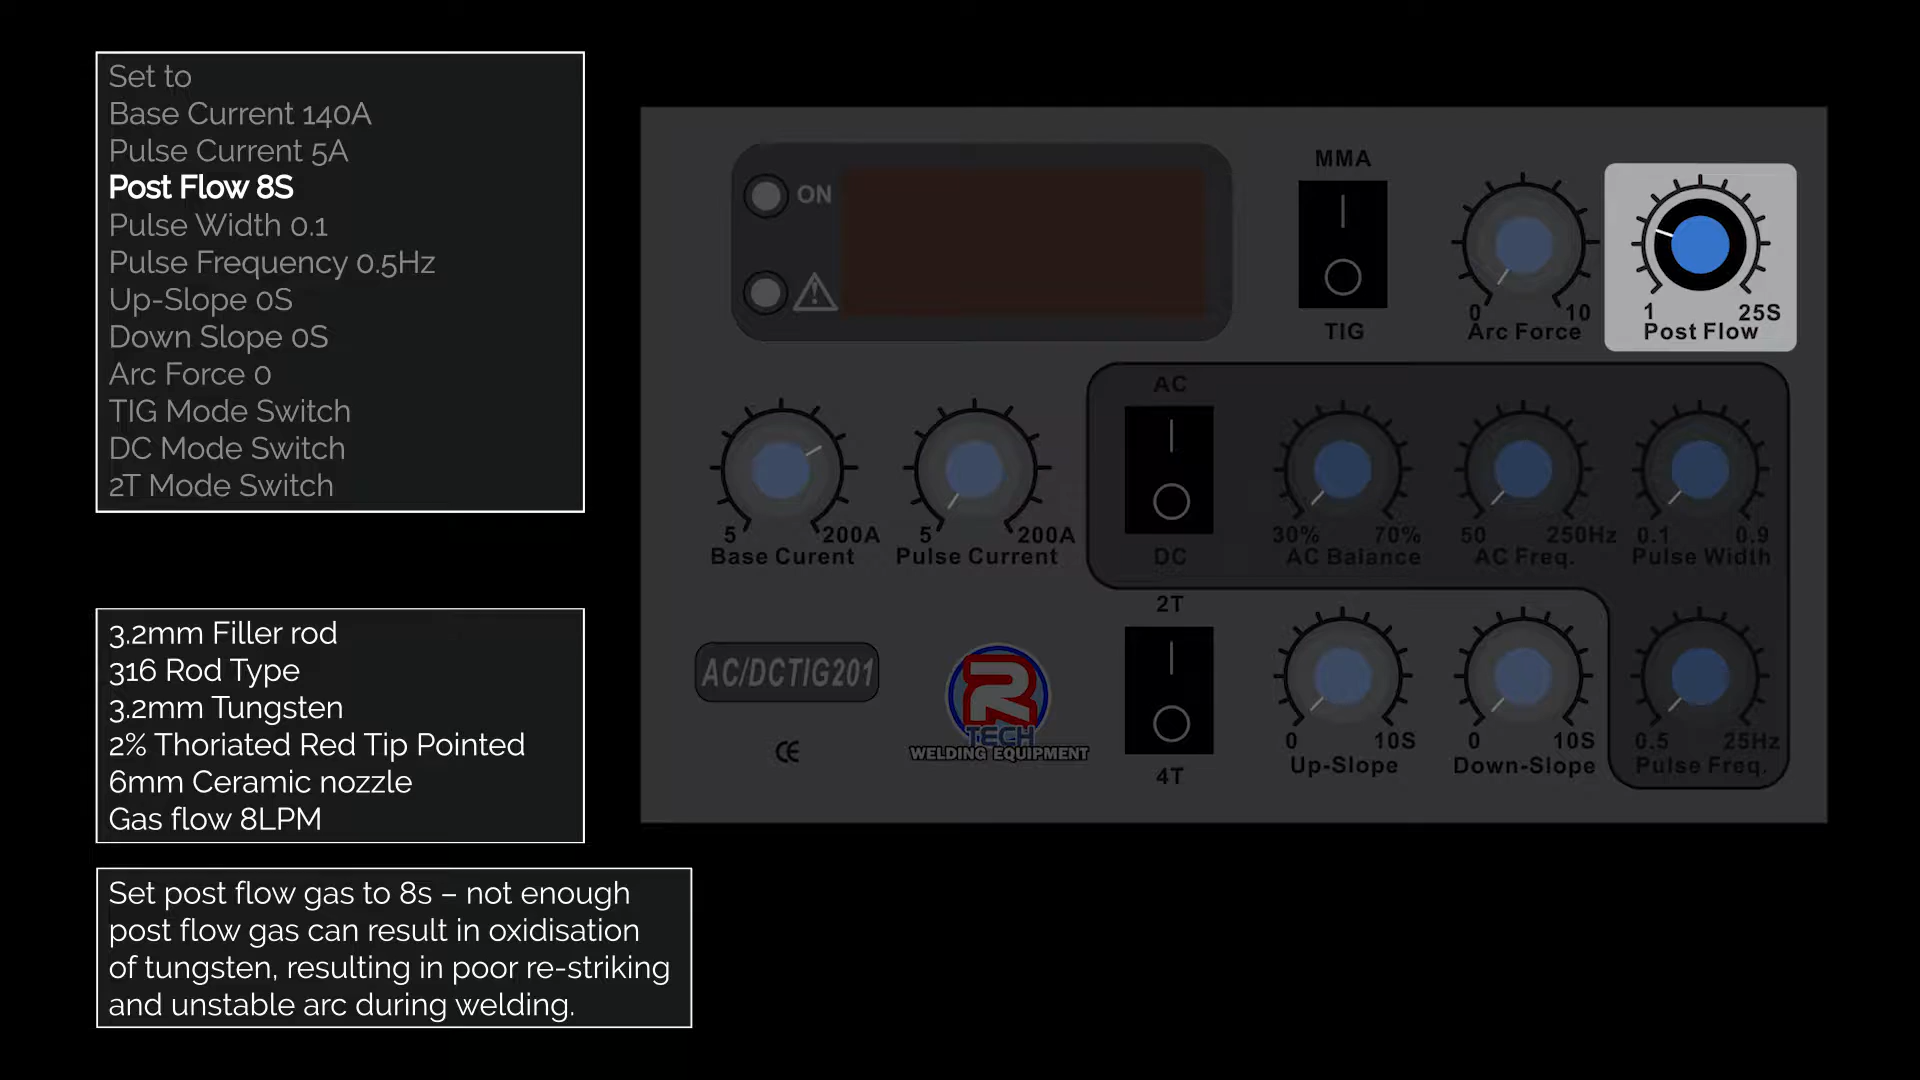 Set to
Base Current 140A
Pulse Current 5A
Post Flow 8S
Pulse Width 0.1
Pulse Frequency 0.5Hz
Up-Slope 0S
Down Slope 0S
Arc Force 0
TIG Mode Switch
DC Mode Switch
2T Mode Switch
3.2mm Filler rod
316 Rod Type
3.2mm Tungsten
2% Thoriated Red Tip Pointed
6mm Ceramic nozzle
Gas flow 8LPM
Set post flow gas to 8s – not enough
post flow gas can result in oxidisation
of tungsten, resulting in poor re-striking
and unstable arc during welding.
ON
MMA
TIG
0 10
Arc Force
1 25S
Post Flow
5 200A
Base Curent
5 200A
Pulse Current
AC
DC
30% 70%
AC Balance
50 250Hz
AC Freq.
0.1 0.9
Pulse Width
AC/DCTIG201
CE
R
TECH
WELDING EQUIPMENT
2T
4T
0 10S
Up-Slope
0 10S
Down-Slope
0.5 25Hz
Pulse Freq.